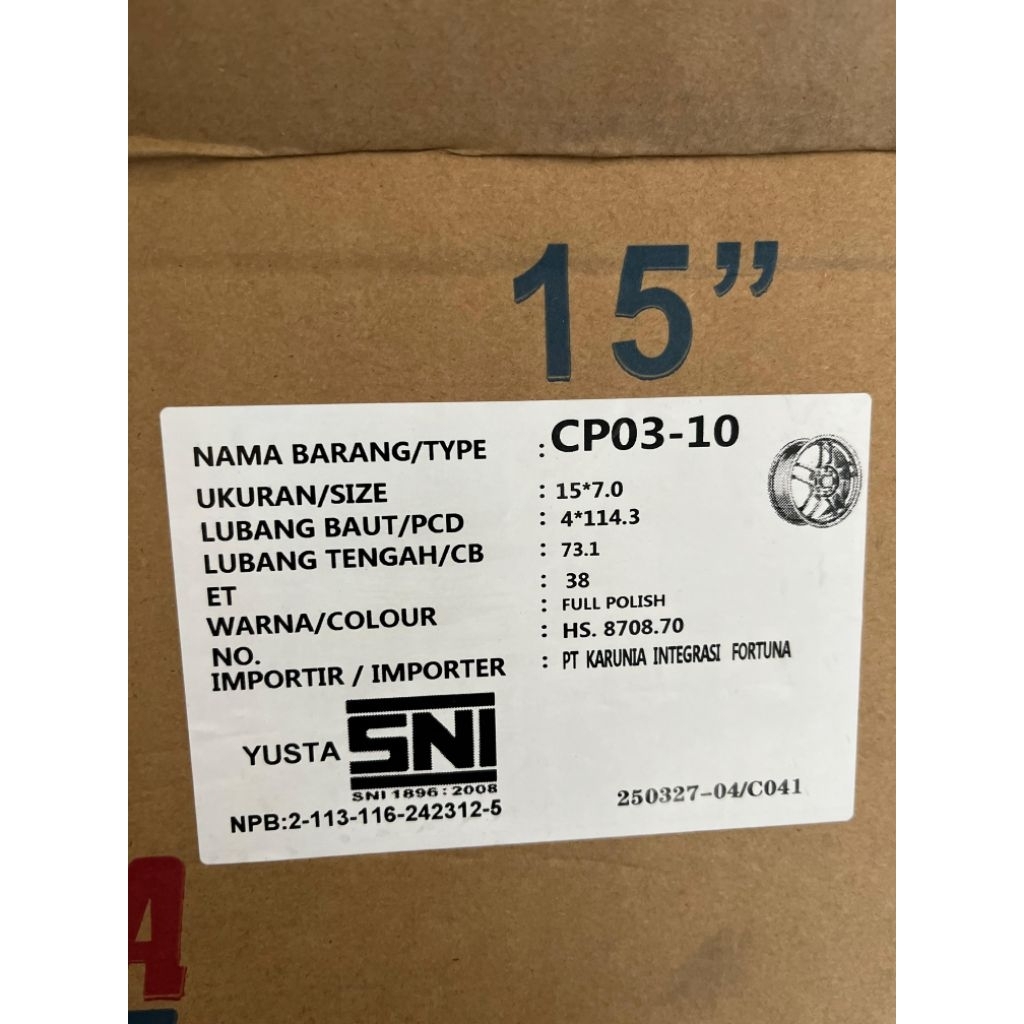 15”
NAMA BARANG/TYPE : CP03-10
UKURAN/SIZE : 15*7.0
LUBANG BAUT/PCD : 4*114.3
LUBANG TENGAH/CB : 73.1
ET : 38
WARNA/COLOUR : FULL POLISH
NO. : HS. 8708.70
IMPORTIR / IMPORTER : PT KARUNIA INTEGRASI FORTUNA
YUSTA SNI
SNI 1896:2008
NPB:2-113-116-242312-5
250327-04/C041
A